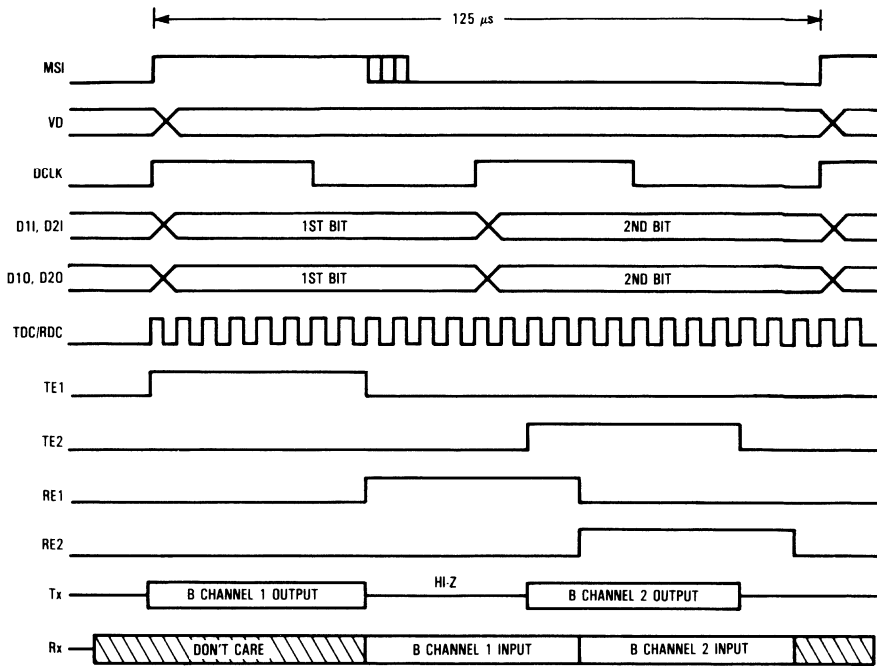 125 μs
MSI
VD
DCLK
D1I, D2I 1ST BIT 2ND BIT
D1O, D2O 1ST BIT 2ND BIT
TDC/RDC
TE1
TE2
RE1
RE2
Tx B CHANNEL 1 OUTPUT HI-Z B CHANNEL 2 OUTPUT
Rx DON'T CARE B CHANNEL 1 INPUT B CHANNEL 2 INPUT